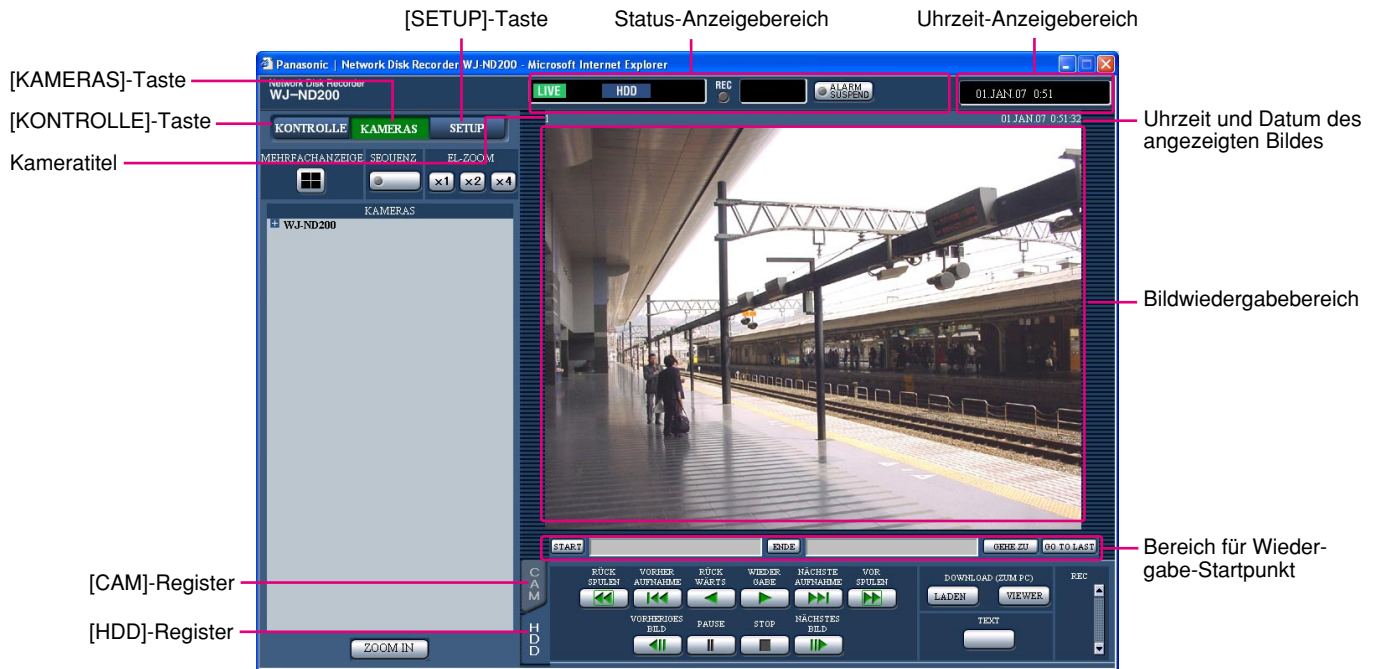 [SETUP]-Taste
Status-Anzeigebereich
Uhrzeit-Anzeigebereich
[KAMERAS]-Taste
[KONTROLLE]-Taste
Kameratitel
Panasonic | Network Disk Recorder WJ-ND200 - Microsoft Internet Explorer
Network Disk Recorder
WJ-ND200
LIVE
HDD
REC
ALARM
SUSPEND
01.JAN.07 0:51
KONTROLLE
KAMERAS
SETUP
1
01.JAN.07 0:51:32
Uhrzeit und Datum des
angezeigten Bildes
MEHRFACHANZEIGE
SEQUENZ
EL-ZOOM
x1
x2
x4
KAMERAS
WJ-ND200
Bildwiedergabebereich
START
ENDE
GEHE ZU
GO TO LAST
Bereich für Wieder-
gabe-Startpunkt
[CAM]-Register
[HDD]-Register
CAM
HDD
RÜCK
SPULEN
VORHER
AUFNAHME
RÜCK
WÄRTS
WIEDER
GABE
NÄCHSTE
AUFNAHME
VOR
SPULEN
VORHERIGES
BILD
PAUSE
STOP
NÄCHSTES
BILD
DOWNLOAD (ZUM PC)
LADEN
VIEWER
TEXT
REC
ZOOM IN